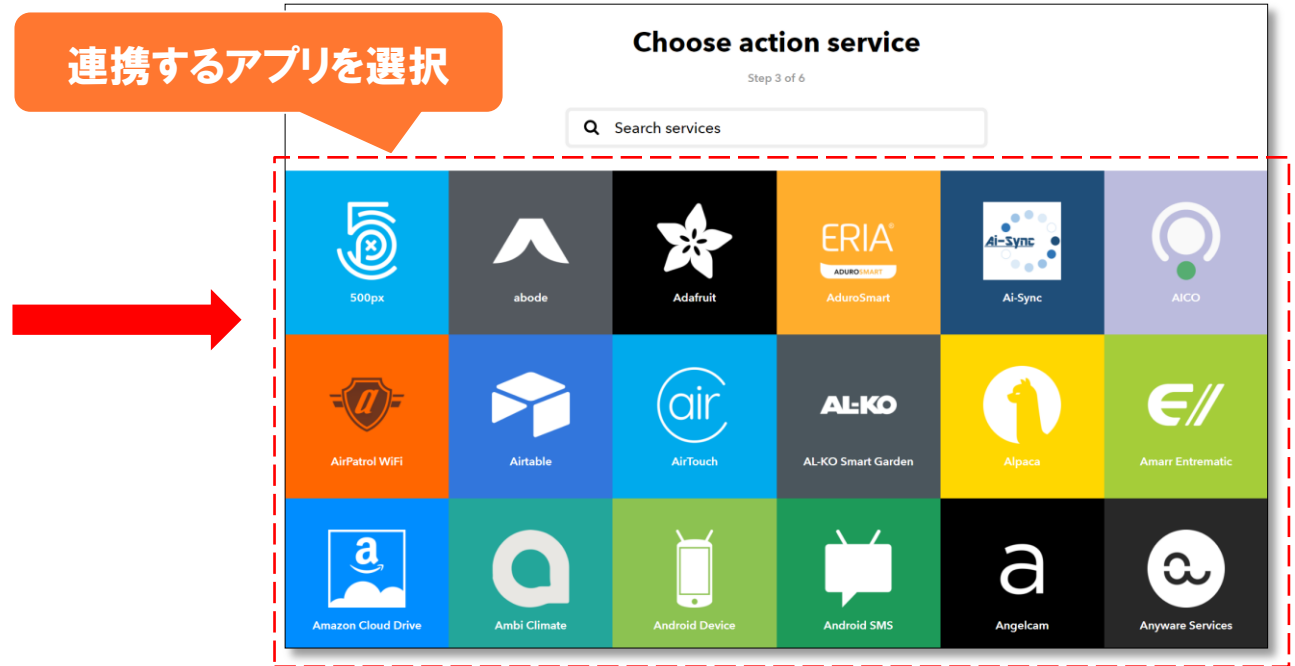 連携するアプリを選択
Choose action service
Step 3 of 6
Search services
500px
abode
Adafruit
ERIA®
ADUROSMART
AduroSmart
Ai-Sync
Ai-Sync
AICO
a
AirPatrol WiFi
Airtable
air
AirTouch
AL-KO
AL-KO Smart Garden
Alpaca
E//
Amarr Entrematic
a
Amazon Cloud Drive
Ambi Climate
Android Device
Android SMS
a
Angelcam
Anyware Services